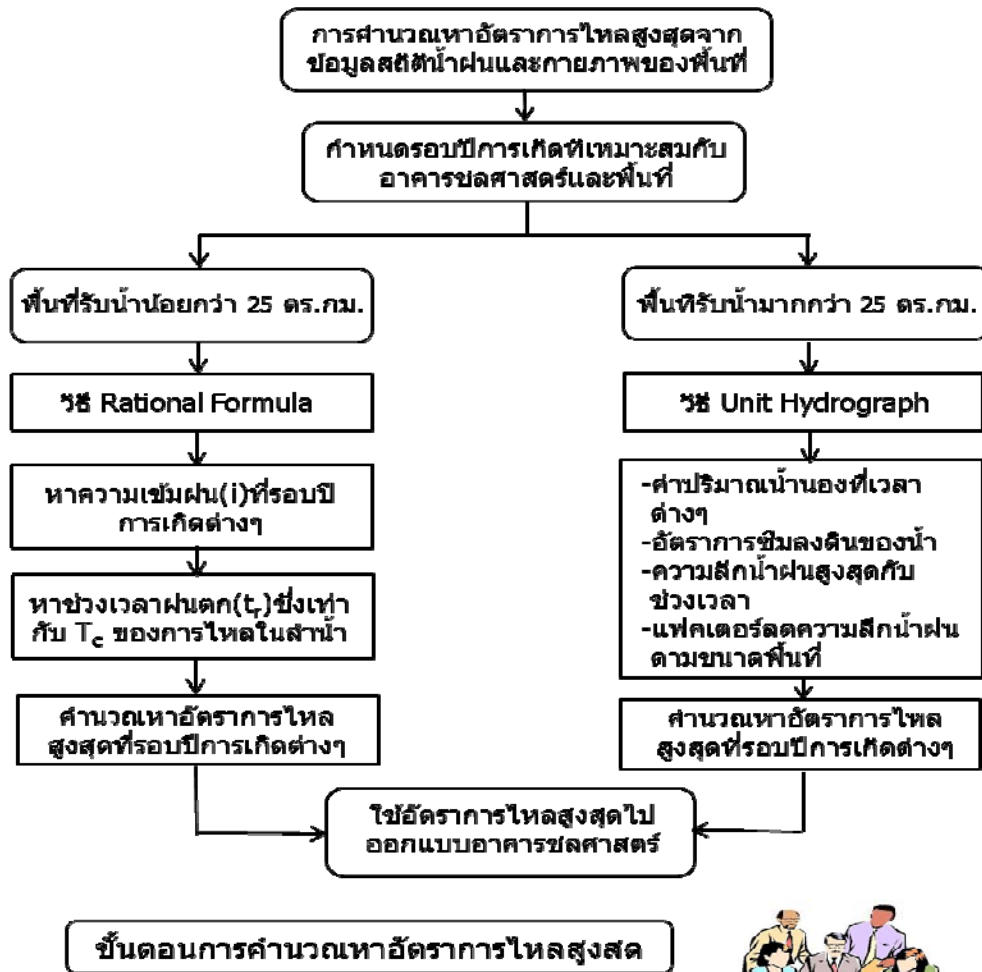 การคำนวณหาอัตราการไหลสูงสุดจาก
ข้อมูลสถิติน้ำฝนและกายภาพของพื้นที่
กำหนดรอบปีการเกิดที่เหมาะสมกับ
อาคารชลศาสตร์และพื้นที่
พื้นที่รับน้ำน้อยกว่า 25 ตร.กม.
วิธี Rational Formula
หาความเข้มฝน(i)ที่รอบปี
การเกิดต่างๆ
หาช่วงเวลาฝนตก(tr)ซึ่งเท่า
กับ Tc ของการไหลในลำน้ำ
คำนวณหาอัตราการไหล
สูงสุดที่รอบปีการเกิดต่างๆ
พื้นที่รับน้ำมากกว่า 25 ตร.กม.
วิธี Unit Hydrograph
-ค่าปริมาณน้ำนองที่เวลา
ต่างๆ
-อัตราการซึมลงดินของน้ำ
-ความลึกน้ำฝนสูงสุดกับ
ช่วงเวลา
-แฟคเตอร์ลดความลึกน้ำฝน
ตามขนาดพื้นที่
คำนวณหาอัตราการไหล
สูงสุดที่รอบปีการเกิดต่างๆ
ใช้อัตราการไหลสูงสุดไป
ออกแบบอาคารชลศาสตร์
ขั้นตอนการคำนวณหาอัตราการไหลสูงสุด